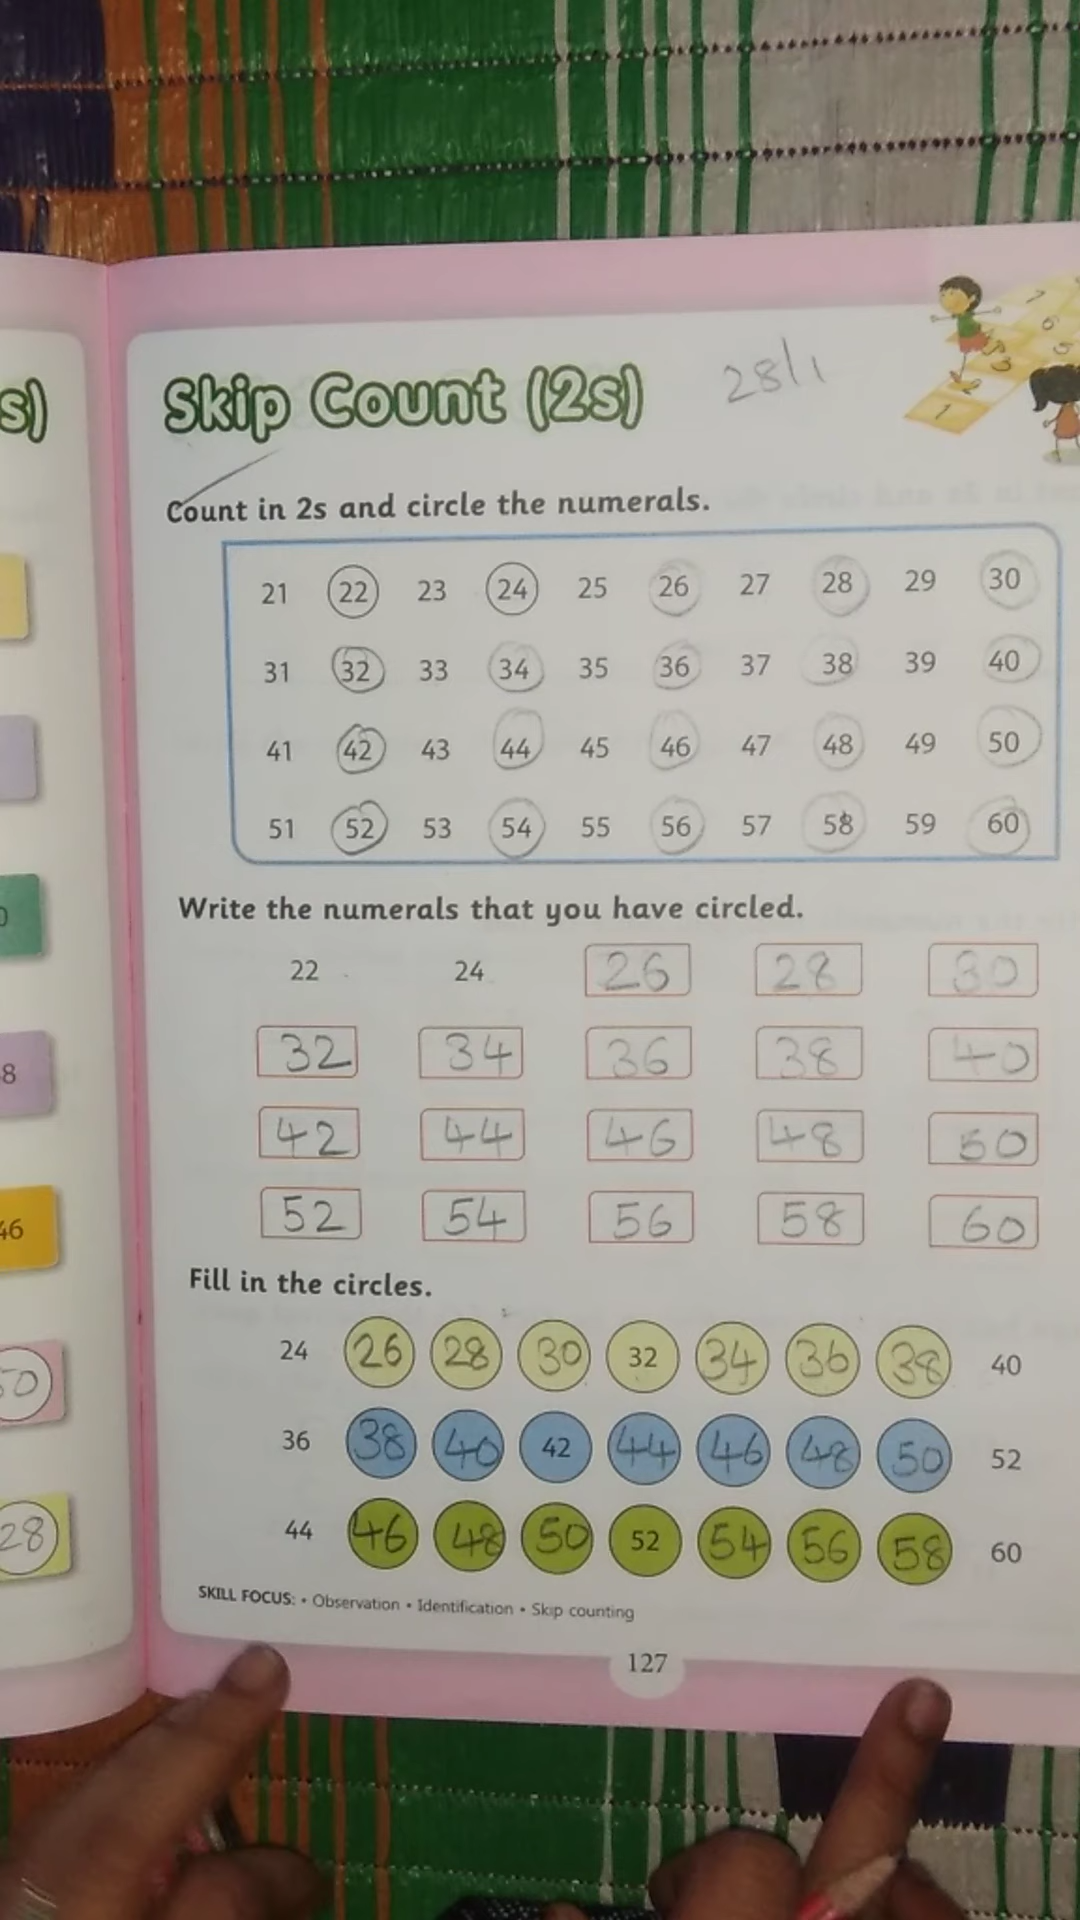 s)
Skip Count (2s)
28/1
1
Count in 2s and circle the numerals.
21 22 23 24 25 26 27 28 29 30
31 32 33 34 35 36 37 38 39 40
41 42 43 44 45 46 47 48 49 50
51 52 53 54 55 56 57 58 59 60
Write the numerals that you have circled.
22 24 26 28 30
32 34 36 38 40
42 44 46 48 50
52 54 56 58 60
Fill in the circles.
24 26 28 30 32 34 36 38 40
36 38 40 42 44 46 48 50 52
44 46 48 50 52 54 56 58 60
SKILL FOCUS: • Observation • Identification • Skip counting
127
0
8
46
50
28